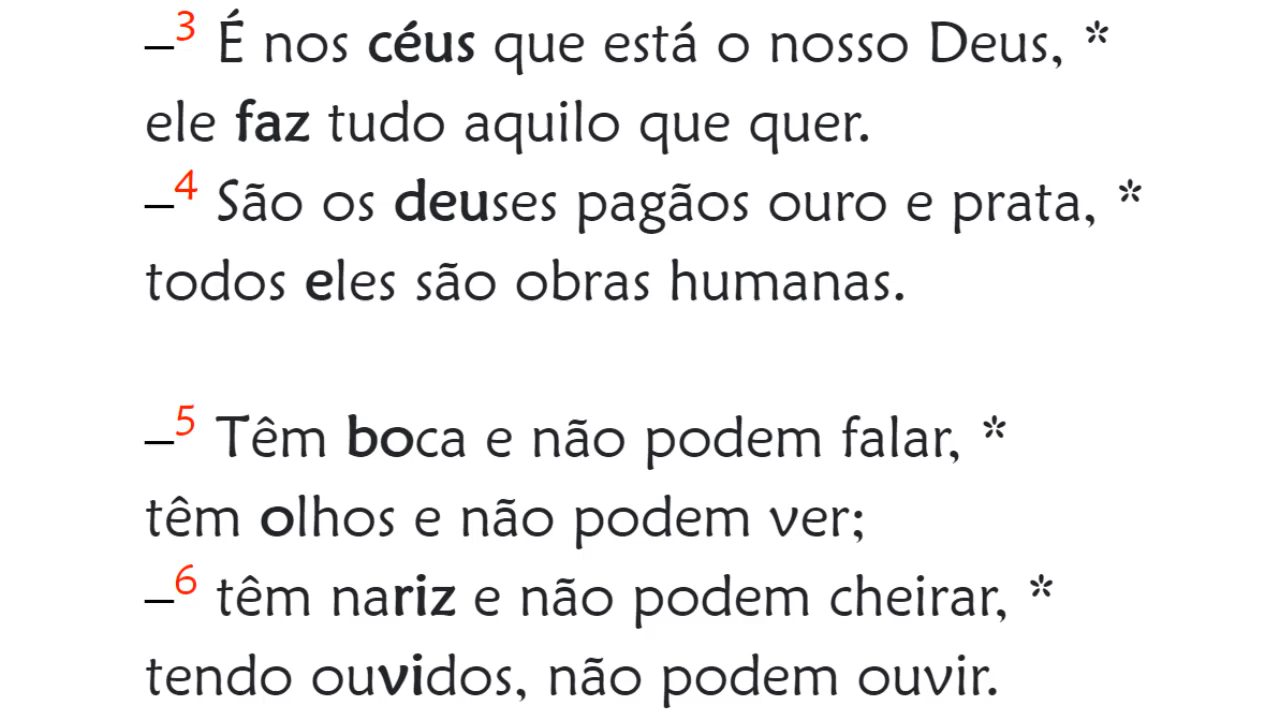 –3 É nos céus que está o nosso Deus, *
ele faz tudo aquilo que quer.
–4 São os deuses pagãos ouro e prata, *
todos eles são obras humanas.
–5 Têm boca e não podem falar, *
têm olhos e não podem ver;
–6 têm nariz e não podem cheirar, *
tendo ouvidos, não podem ouvir.